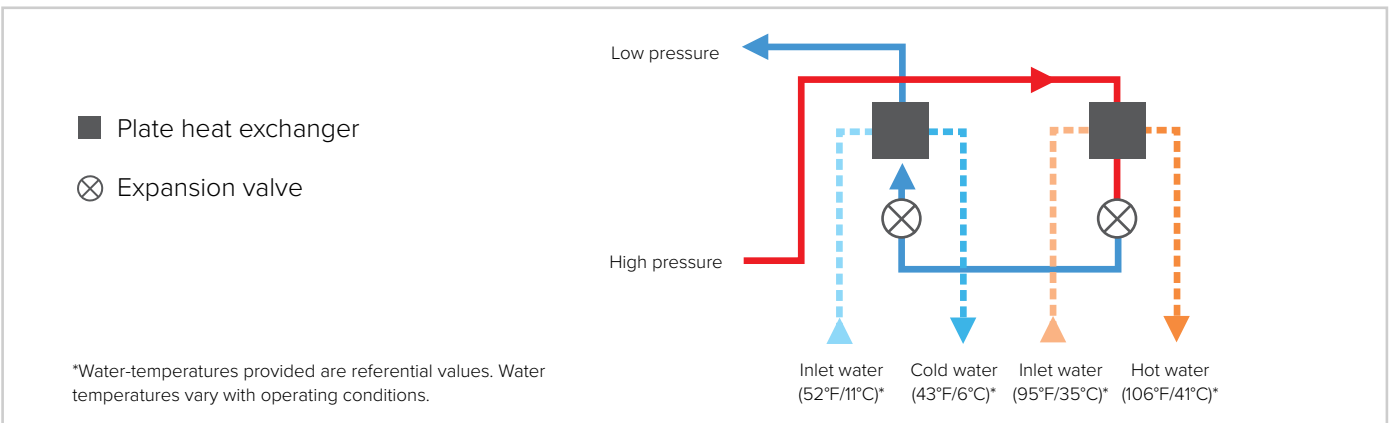 Low pressure
Plate heat exchanger
Expansion valve
High pressure
*Water-temperatures provided are referential values. Water
temperatures vary with operating conditions.
Inlet water
(52°F/11°C)*
Cold water
(43°F/6°C)*
Inlet water
(95°F/35°C)*
Hot water
(106°F/41°C)*